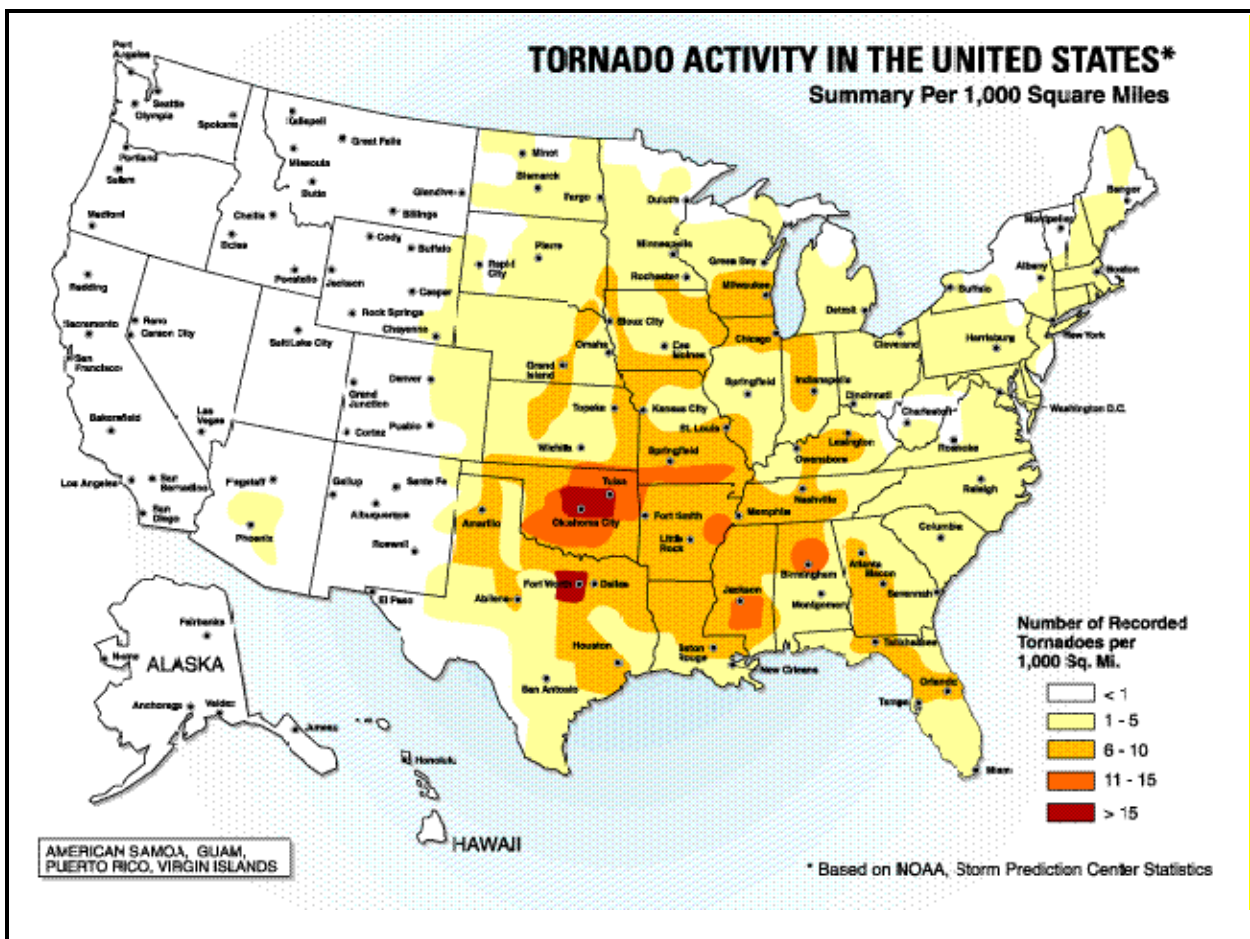 TORNADO ACTIVITY IN THE UNITED STATES*
Summary Per 1,000 Square Miles
Port
Angeles
Seattle
Olympia
Spokane
Portland
Salem
Medford
Kalispell
Great Falls
Missoula
Butte
Glendive
Billings
Challis
Boise
Pocatello
Cody
Buffalo
Jackson
Casper
Rock Springs
Cheyenne
Redding
Sacramento
San
Francisco
Reno
Carson City
Salt Lake City
Las
Vegas
Bakersfield
Los Angeles
San
Bernardino
San
Diego
Grand
Junction
Denver
Pueblo
Cortez
Flagstaff
Phoenix
Gallup
Santa Fe
Albuquerque
Roswell
El Paso
Minot
Bismarck
Fargo
Pierre
Rapid
City
Duluth
Minneapolis
Rochester
Green Bay
Milwaukee
Sioux City
Omaha
Grand
Island
Des
Moines
Chicago
Springfield
Indianapolis
Topeka
Kansas City
Wichita
St. Louis
Springfield
Tulsa
Oklahoma City
Amarillo
Fort Smith
Little
Rock
Fort Worth
Dallas
Abilene
Houston
San Antonio
Detroit
Cleveland
Cincinnati
Charleston
Lexington
Owensboro
Nashville
Memphis
Birmingham
Jackson
Montgomery
Baton
Rouge
New Orleans
Atlanta
Macon
Savannah
Tallahassee
Orlando
Tampa
Miami
Columbia
Raleigh
Roanoke
Washington D.C.
Harrisburg
New York
Buffalo
Albany
Boston
Montpelier
Bangor
Fairbanks
Nome
ALASKA
Anchorage
Valdez
Juneau
Honolulu
HAWAII
Number of Recorded
Tornadoes per
1,000 Sq. Mi.
< 1
1 - 5
6 - 10
11 - 15
> 15
AMERICAN SAMOA, GUAM,
PUERTO RICO, VIRGIN ISLANDS
* Based on NOAA, Storm Prediction Center Statistics